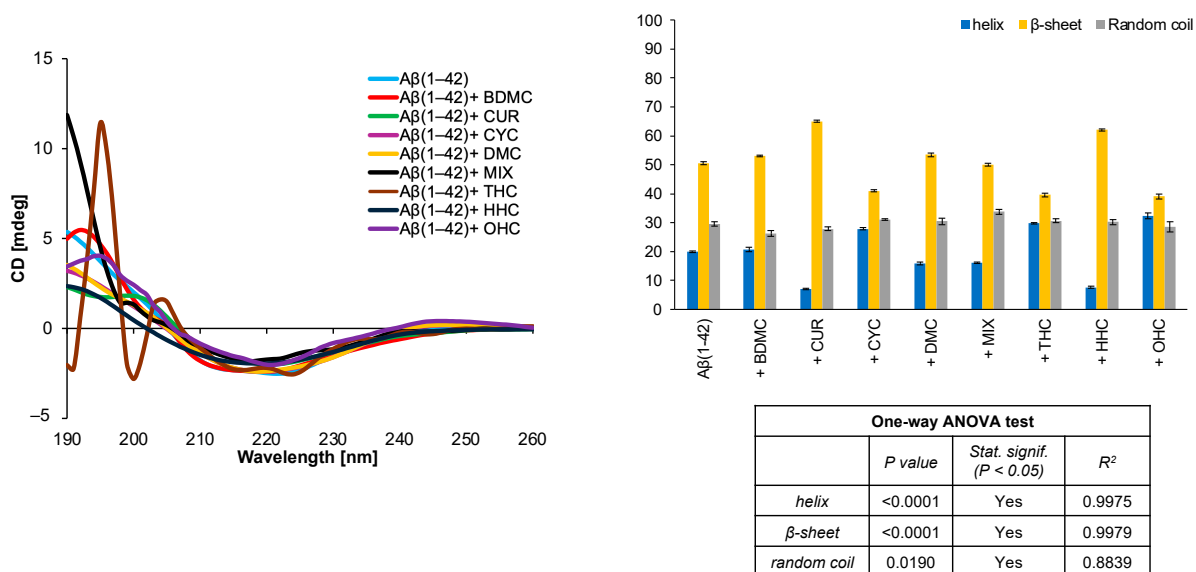 15
10
5
0
–5
CD [mdeg]
190 200 210 220 230 240 250 260
Wavelength [nm]
Aβ(1–42)
Aβ(1–42)+ BDMC
Aβ(1–42)+ CUR
Aβ(1–42)+ CYC
Aβ(1–42)+ DMC
Aβ(1–42)+ MIX
Aβ(1–42)+ THC
Aβ(1–42)+ HHC
Aβ(1–42)+ OHC
helix β-sheet Random coil
100
90
80
70
60
50
40
30
20
10
0
Aβ(1-42)
+ BDMC
+ CUR
+ CYC
+ DMC
+ MIX
+ THC
+ HHC
+ OHC
One-way ANOVA test
P value Stat. signif. (P < 0.05) R²
helix <0.0001 Yes 0.9975
β-sheet <0.0001 Yes 0.9979
random coil 0.0190 Yes 0.8839